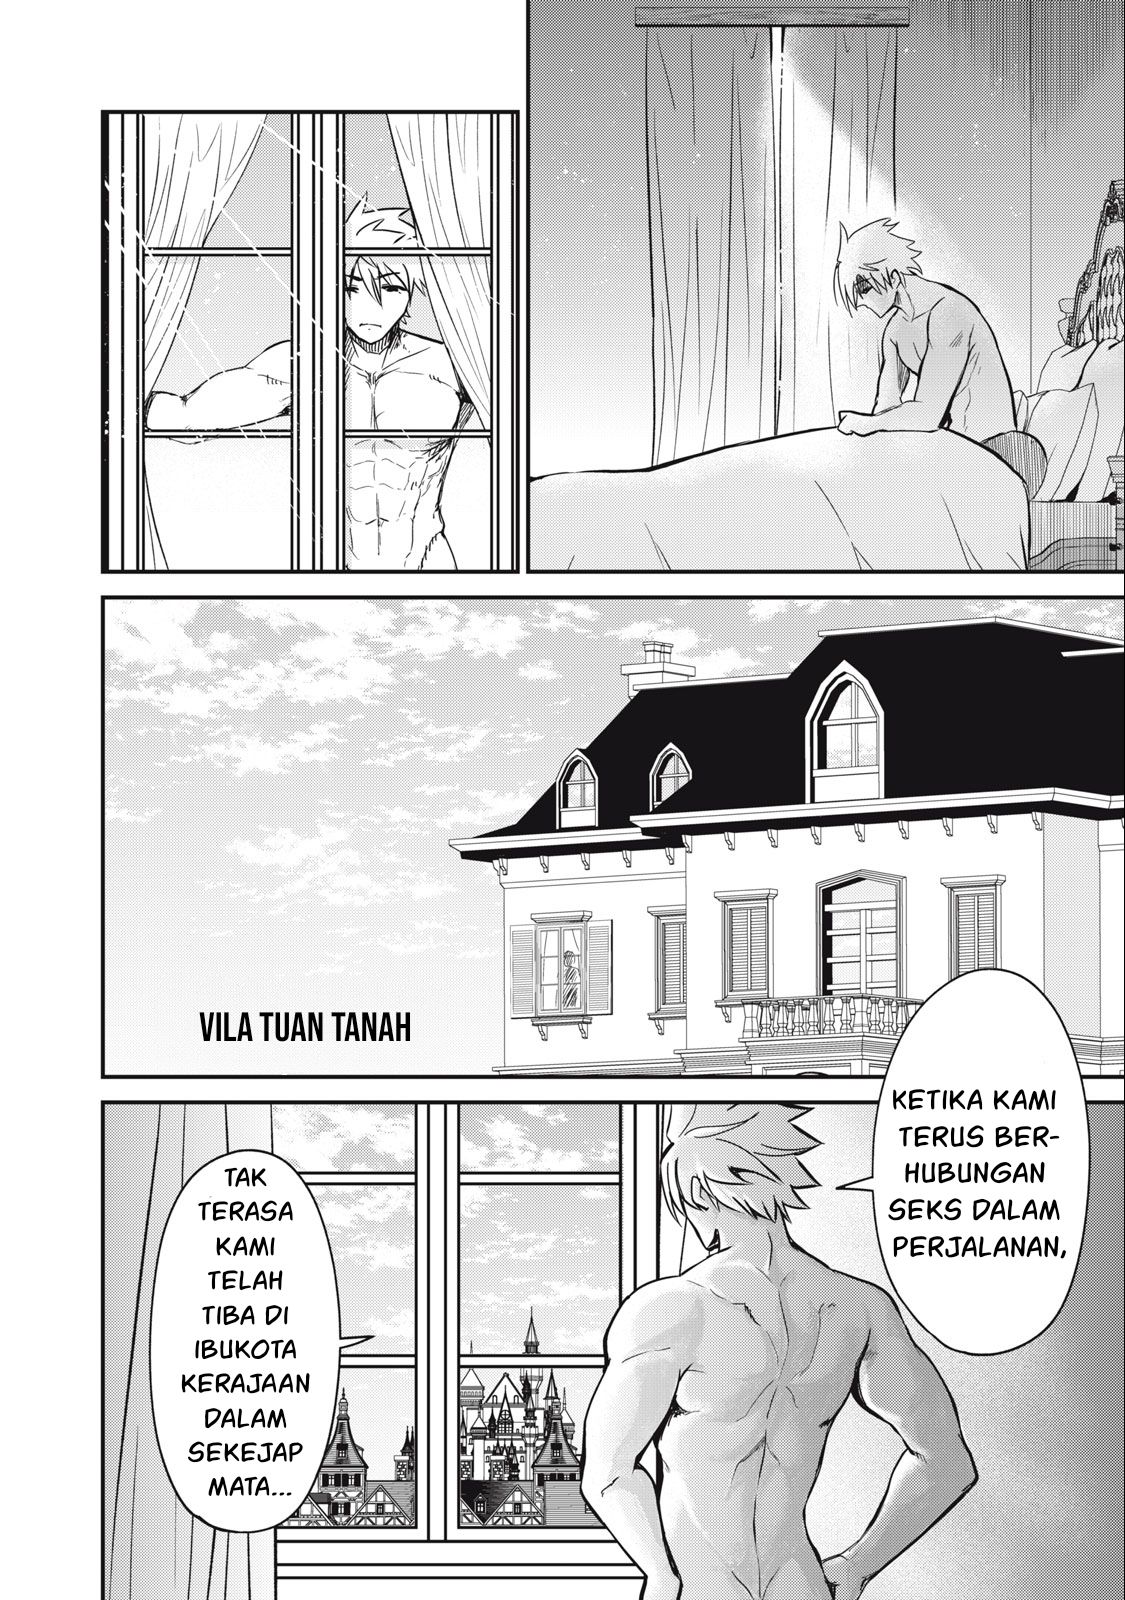 VILA TUAN TANAH
KETIKA KAMI
TERUS BER-
HUBUNGAN
SEKS DALAM
PERJALANAN,
TAK
TERASA
KAMI
TELAH
TIBA DI
IBUKOTA
KERAJAAN
DALAM
SEKEJAP
MATA...